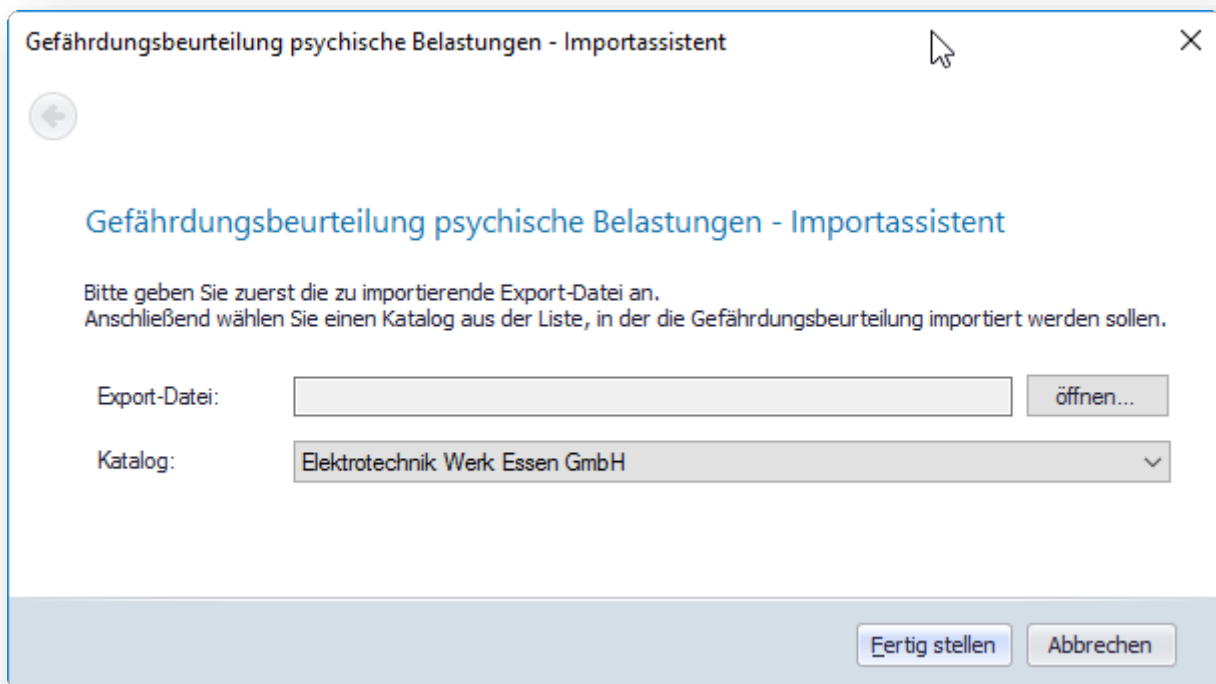 Gefährdungsbeurteilung psychische Belastungen - Importassistent
Gefährdungsbeurteilung psychische Belastungen - Importassistent
Bitte geben Sie zuerst die zu importierende Export-Datei an.
Anschließend wählen Sie einen Katalog aus der Liste, in der die Gefährdungsbeurteilung importiert werden sollen.
Export-Datei: öffnen...
Katalog: Elektrotechnik Werk Essen GmbH
Fertig stellen Abbrechen